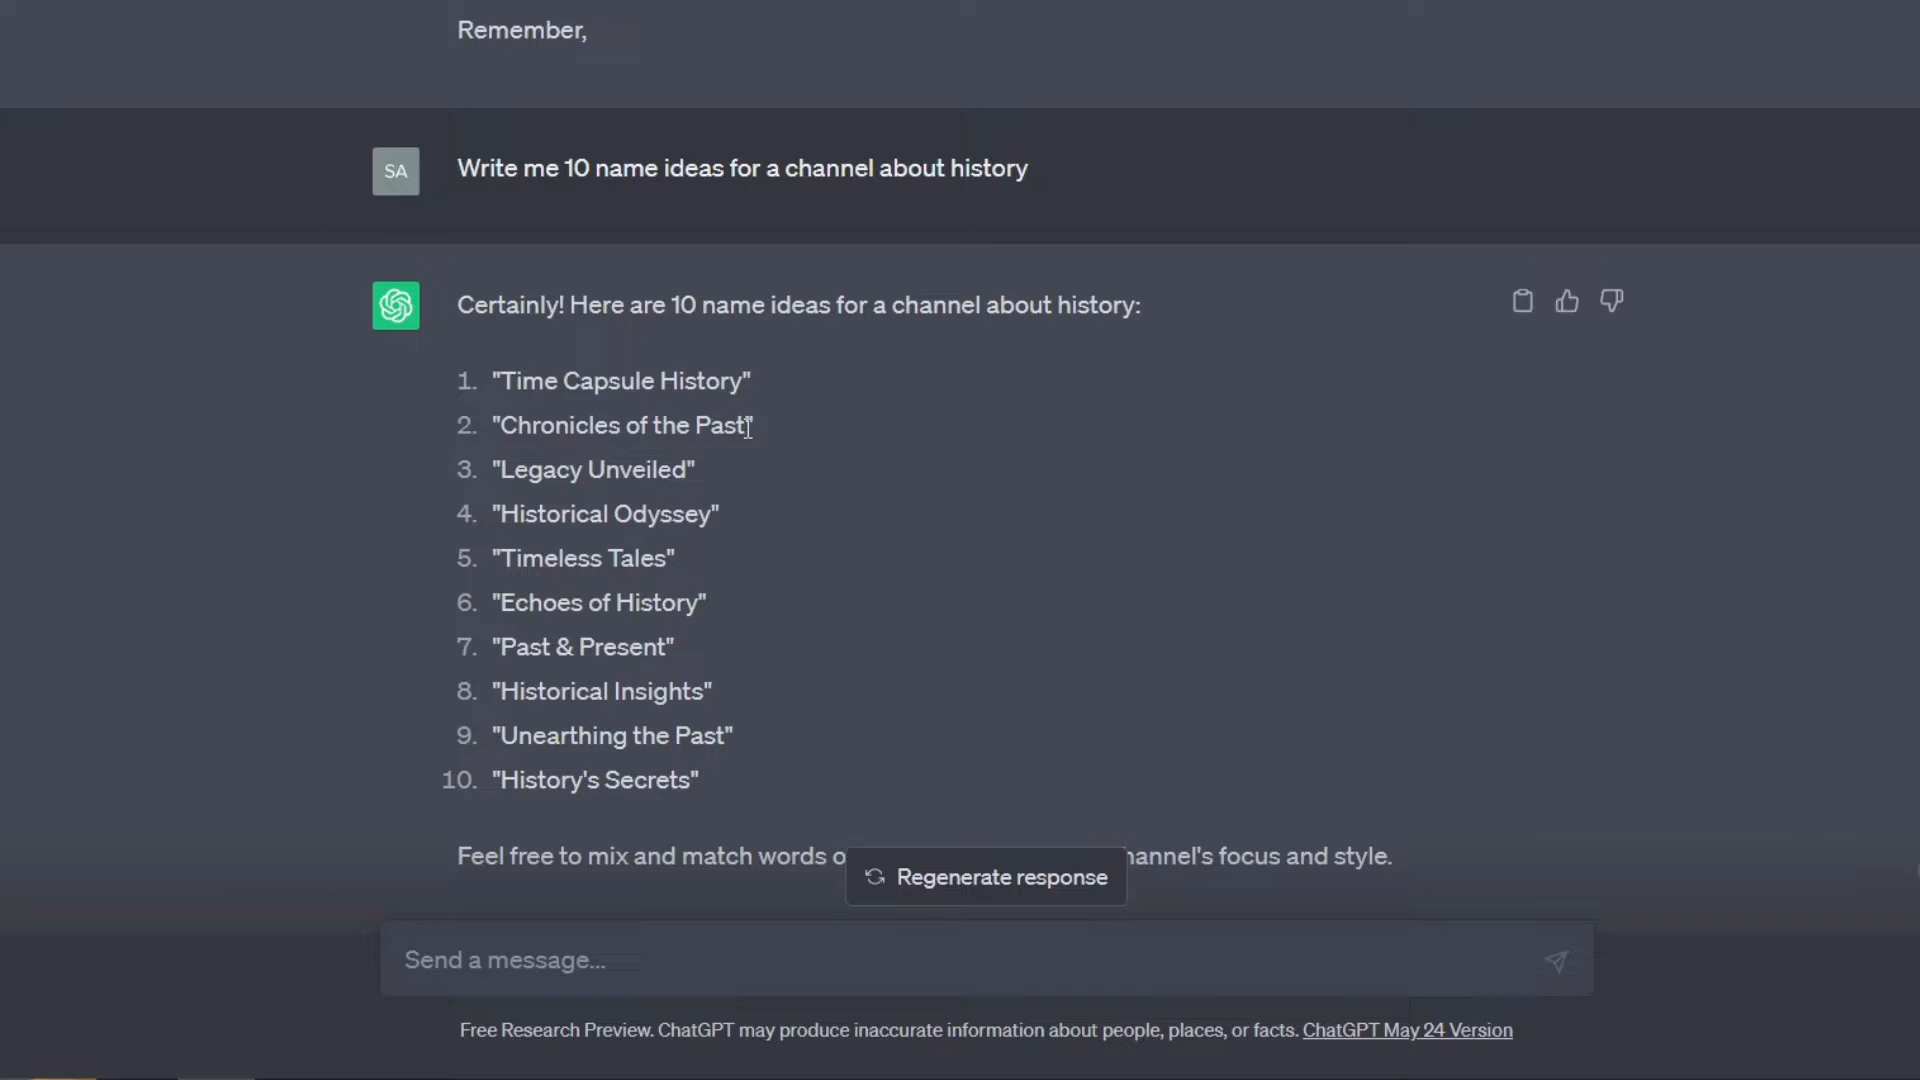 Remember,
SA
Write me 10 name ideas for a channel about history
Certainly! Here are 10 name ideas for a channel about history:
1. "Time Capsule History"
2. "Chronicles of the Past"
3. "Legacy Unveiled"
4. "Historical Odyssey"
5. "Timeless Tales"
6. "Echoes of History"
7. "Past & Present"
8. "Historical Insights"
9. "Unearthing the Past"
10. "History's Secrets"
Feel free to mix and match words focus and style.
Regenerate response
Send a message...
Free Research Preview. ChatGPT may produce inaccurate information about people, places, or facts. ChatGPT May 24 Version